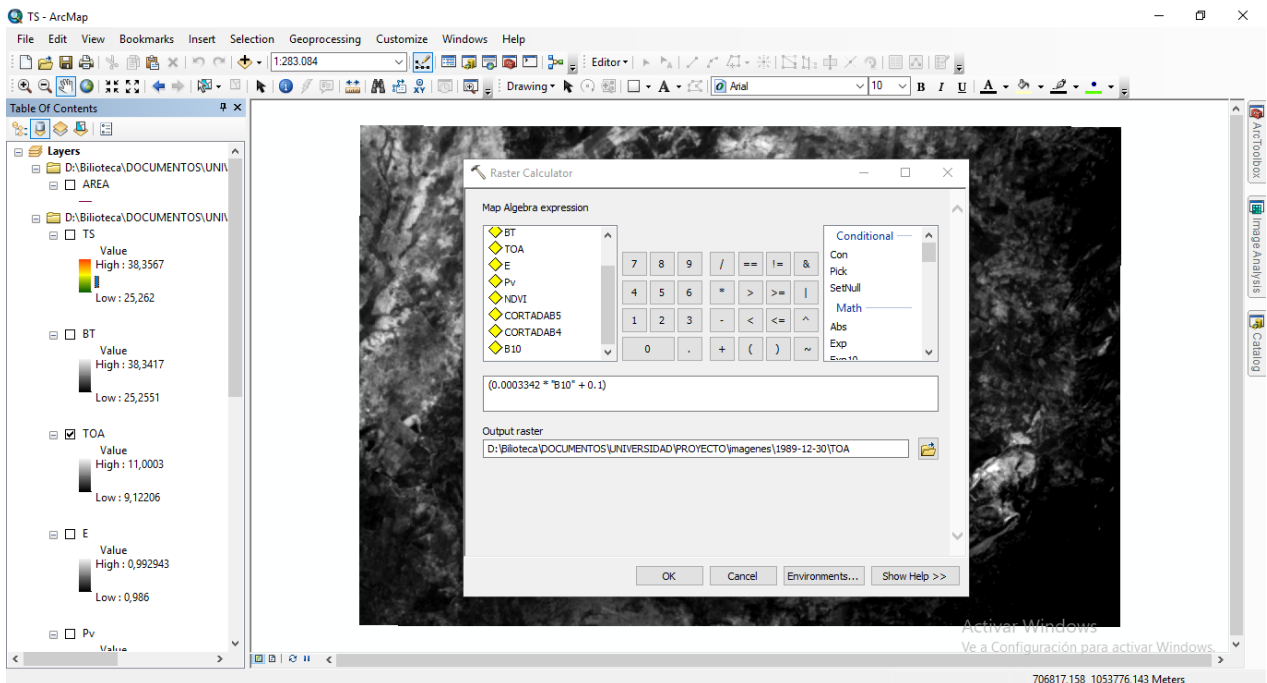 TS - ArcMap
File Edit View Bookmarks Insert Selection Geoprocessing Customize Windows Help
1:283.084
Editor
Drawing
A
Arial
10
B I U A
Table Of Contents
Layers
D:\Bilioteca\DOCUMENTOS\UNI\
AREA
D:\Bilioteca\DOCUMENTOS\UNI\
TS
Value
High : 38,3567
Low : 25,262
BT
Value
High : 38,3417
Low : 25,2551
TOA
Value
High : 11,0003
Low : 9,12206
E
Value
High : 0,992943
Low : 0,986
Pv
Value
Raster Calculator
Map Algebra expression
BT
TOA
E
Pv
NDVI
CORTADAB5
CORTADAB4
B10
7 8 9 / == != &
4 5 6 * > >= |
1 2 3 - < <= ^
0 . + ( ) ~
Conditional
Con
Pick
SetNull
Math
Abs
Exp
Exp10
(0.0003342 * "B10" + 0.1)
Output raster
D:\Bilioteca\DOCUMENTOS\UNIVERSIDAD\PROYECTO\imagenes\1989-12-30\TOA
OK Cancel Environments... Show Help >>
ArcToolbox
Image Analysis
Catalog
Activar Windows
Ve a Configuración para activar Windows.
706817,158 1053776,143 Meters